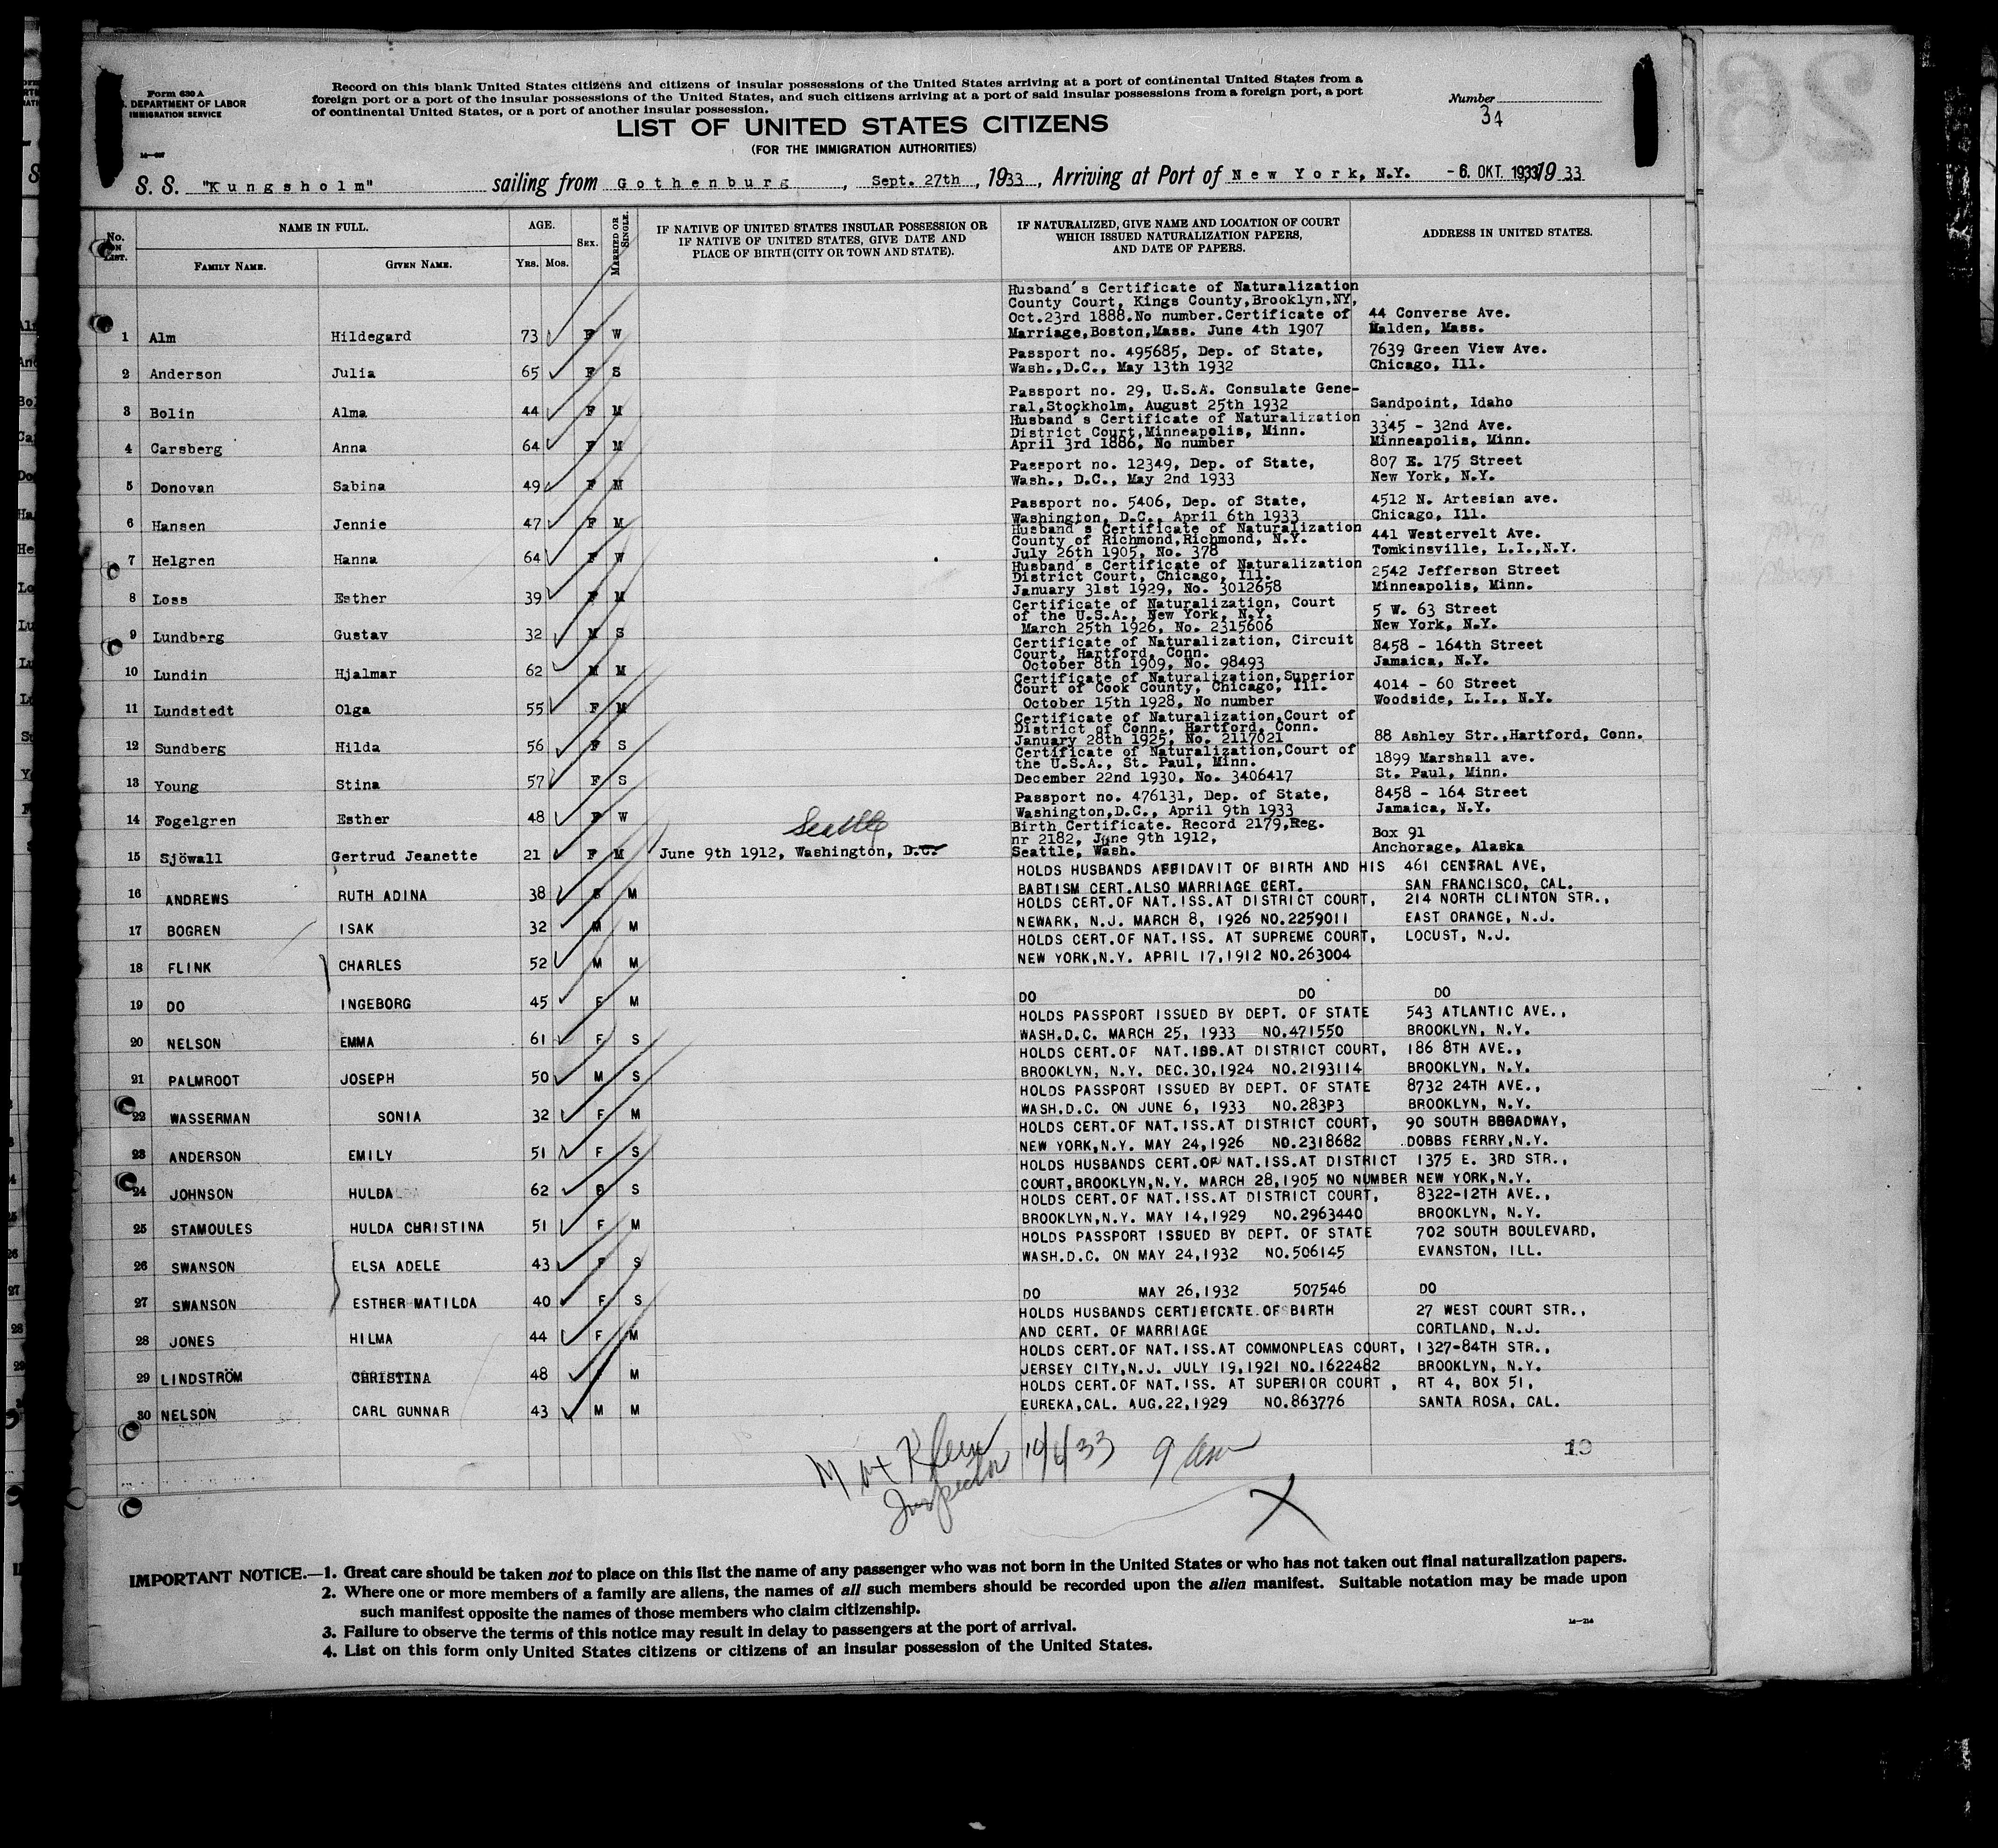 Form 630 A
DEPARTMENT OF LABOR
IMMIGRATION SERVICE
Record on this blank United States citizens and citizens of insular possessions of the United States arriving at a port of continental United States from a
foreign port or a port of the insular possessions of the United States, and such citizens arriving at a port of said insular possessions from a foreign port, a port
of continental United States, or a port of another insular possession.
Number
34
LIST OF UNITED STATES CITIZENS
(FOR THE IMMIGRATION AUTHORITIES)
S. S. "Kungsholm" sailing from Gothenburg, Sept. 27th, 1933, Arriving at Port of New York, N.Y. - 6. OKT. 1933, 1933
No. ON LIST. NAME IN FULL. AGE. SEX. MARRIED OR SINGLE. IF NATIVE OF UNITED STATES INSULAR POSSESSION OR IF NATIVE OF UNITED STATES, GIVE DATE AND PLACE OF BIRTH (CITY OR TOWN AND STATE). IF NATURALIZED, GIVE NAME AND LOCATION OF COURT WHICH ISSUED NATURALIZATION PAPERS, AND DATE OF PAPERS. ADDRESS IN UNITED STATES.
FAMILY NAME. GIVEN NAME. YRS. MOS.
Husband's Certificate of Naturalization
County Court, Kings County,Brooklyn,NY,
Oct.23rd 1888.No number.Certificate of 44 Converse Ave.
1 Alm Hildegard 73 F W Marriage,Boston,Mass. June 4th 1907 Malden, Mass.
Passport no. 495685, Dep. of State, 7639 Green View Ave.
2 Anderson Julia 65 F S Wash.,D.C., May 13th 1932 Chicago, Ill.
Passport no. 29, U.S.A. Consulate Gene-
3 Bolin Alma 44 F M ral,Stockholm, August 25th 1932 Sandpoint, Idaho
Husband's Certificate of Naturalization
District Court,Minneapolis, Minn. 3345 - 32nd Ave.
4 Carsberg Anna 64 F M April 3rd 1886, No number Minneapolis, Minn.
Passport no. 12349, Dep. of State, 807 E. 175 Street
5 Donovan Sabina 49 F M Wash., D.C., May 2nd 1933 New York, N.Y.
Passport no. 5406, Dep. of State, 4512 N. Artesian ave.
6 Hansen Jennie 47 F M Washington, D.C., April 6th 1933 Chicago, Ill.
Husband's Certificate of Naturalization
County of Richmond,Richmond, N.Y. 441 Westervelt Ave.
7 Helgren Hanna 64 F W July 26th 1905, No. 378 Tomkinsville, L.I.,N.Y.
Husband's Certificate of Naturalization
District Court, Chicago, Ill. 2542 Jefferson Street
8 Loss Esther 39 F M January 31st 1929, No. 3012658 Minneapolis, Minn.
Certificate of Naturalization, Court
of the U.S.A., New York, N.Y. 5 W. 63 Street
9 Lundberg Gustav 32 M S March 25th 1926, No. 2315606 New York, N.Y.
Certificate of Naturalization, Circuit
Court, Hartford, Conn. 8458 - 164th Street
10 Lundin Hjalmar 62 M M October 8th 1909, No. 98493 Jamaica, N.Y.
Certificate of Naturalization,Superior
Court of Cook County, Chicago, Ill. 4014 - 60 Street
11 Lundstedt Olga 55 F M October 15th 1928, No number Woodside, L.I., N.Y.
Certificate of Naturalization,Court of
District of Conn., Hartford, Conn.
12 Sundberg Hilda 56 F S January 28th 1925, No. 2117021 88 Ashley Str.,Hartford, Conn.
Certificate of Naturalization,Court of
the U.S.A., St. Paul, Minn. 1899 Marshall ave.
13 Young Stina 57 F S December 22nd 1930, No. 3406417 St. Paul, Minn.
Passport no. 476131, Dep. of State, 8458 - 164 Street
14 Fogelgren Esther 48 F W Washington,D.C., April 9th 1933 Jamaica, N.Y.
Seattle
Birth Certificate. Record 2179,Reg.
nr 2182, June 9th 1912, Box 91
15 Sjöwall Gertrud Jeanette 21 F M June 9th 1912, Washington, D.C. Seattle, Wash. Anchorage, Alaska
HOLDS HUSBANDS AFFIDAVIT OF BIRTH AND HIS 461 CENTRAL AVE,
16 ANDREWS RUTH ADINA 38 F M BABTISM CERT.ALSO MARRIAGE CERT. SAN FRANCISCO, CAL.
HOLDS CERT.OF NAT.ISS.AT DISTRICT COURT, 214 NORTH CLINTON STR.,
17 BOGREN ISAK 32 M M NEWARK, N.J. MARCH 8, 1926 NO.2259011 EAST ORANGE, N.J.
HOLDS CERT.OF NAT.ISS. AT SUPREME COURT, LOCUST, N.J.
18 FLINK CHARLES 52 M M NEW YORK,N.Y. APRIL 17,1912 NO.263004
19 DO INGEBORG 45 F M DO DO DO
HOLDS PASSPORT ISSUED BY DEPT. OF STATE 543 ATLANTIC AVE.,
20 NELSON EMMA 61 F S WASH.D.C. MARCH 25, 1933 NO.471550 BROOKLYN, N.Y.
HOLDS CERT.OF NAT.ISS.AT DISTRICT COURT, 186 8TH AVE.,
21 PALMROOT JOSEPH 50 M S BROOKLYN, N.Y. DEC.30,1924 NO.2193114 BROOKLYN, N.Y.
HOLDS PASSPORT ISSUED BY DEPT. OF STATE 8732 24TH AVE.,
22 WASSERMAN SONIA 32 F M WASH.D.C. ON JUNE 6, 1933 NO.283P3 BROOKLYN, N.Y.
HOLDS CERT.OF NAT.ISS.AT DISTRICT COURT, 90 SOUTH BROADWAY,
23 ANDERSON EMILY 51 F S NEW YORK,N.Y. MAY 24,1926 NO.2318682 DOBBS FERRY,N.Y.
HOLDS HUSBANDS CERT.OF NAT.ISS.AT DISTRICT 1375 E. 3RD STR.,
24 JOHNSON HULDA 62 S COURT,BROOKLYN,N.Y. MARCH 28,1905 NO NUMBER NEW YORK,N.Y.
HOLDS CERT.OF NAT.ISS.AT DISTRICT COURT, 8322-12TH AVE.,
25 STAMOULES HULDA CHRISTINA 51 F M BROOKLYN,N.Y. MAY 14,1929 NO.2963440 BROOKLYN, N.Y.
HOLDS PASSPORT ISSUED BY DEPT. OF STATE 702 SOUTH BOULEVARD,
26 SWANSON ELSA ADELE 43 F S WASH.D.C. ON MAY 24,1932 NO.506145 EVANSTON, ILL.
27 SWANSON ESTHER MATILDA 40 F S DO MAY 26,1932 507546 DO
HOLDS HUSBANDS CERTIFICATE OF BIRTH 27 WEST COURT STR.,
28 JONES HILMA 44 F M AND CERT. OF MARRIAGE CORTLAND, N.J.
HOLDS CERT.OF NAT.ISS.AT COMMONPLEAS COURT, 1327-84TH STR.,
29 LINDSTRÖM CHRISTINA 48 M JERSEY CITY,N.J. JULY 19,1921 NO.1622482 BROOKLYN, N.Y.
HOLDS CERT.OF NAT.ISS. AT SUPERIOR COURT , RT 4, BOX 51,
30 NELSON CARL GUNNAR 43 M M EUREKA,CAL. AUG.22,1929 NO.863776 SANTA ROSA, CAL.
Max Klein 10/6/33 9 am
Inspector
10
IMPORTANT NOTICE.—1. Great care should be taken not to place on this list the name of any passenger who was not born in the United States or who has not taken out final naturalization papers.
2. Where one or more members of a family are aliens, the names of all such members should be recorded upon the alien manifest. Suitable notation may be made upon
such manifest opposite the names of those members who claim citizenship.
3. Failure to observe the terms of this notice may result in delay to passengers at the port of arrival.
4. List on this form only United States citizens or citizens of an insular possession of the United States.
14—214